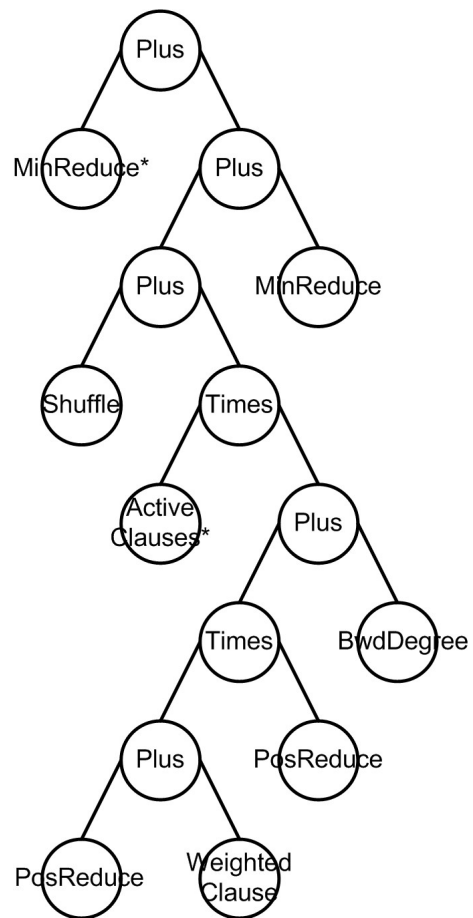 Plus
MinReduce*
Plus
Plus
MinReduce
Shuffle
Times
Active
Clauses*
Plus
Times
BwdDegree
Plus
PosReduce
PosReduce
Weighted
Clause